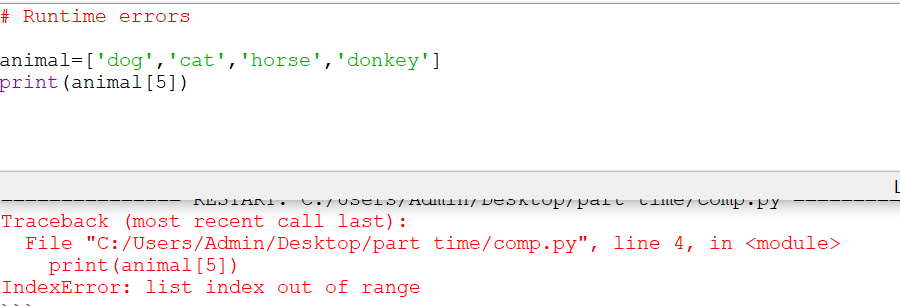 # Runtime errors
animal=['dog','cat','horse','donkey']
print(animal[5])
L
=============== RESTART: C:/Users/Admin/Desktop/part time/comp.py ==========
Traceback (most recent call last):
  File "C:/Users/Admin/Desktop/part time/comp.py", line 4, in <module>
    print(animal[5])
IndexError: list index out of range
>>>